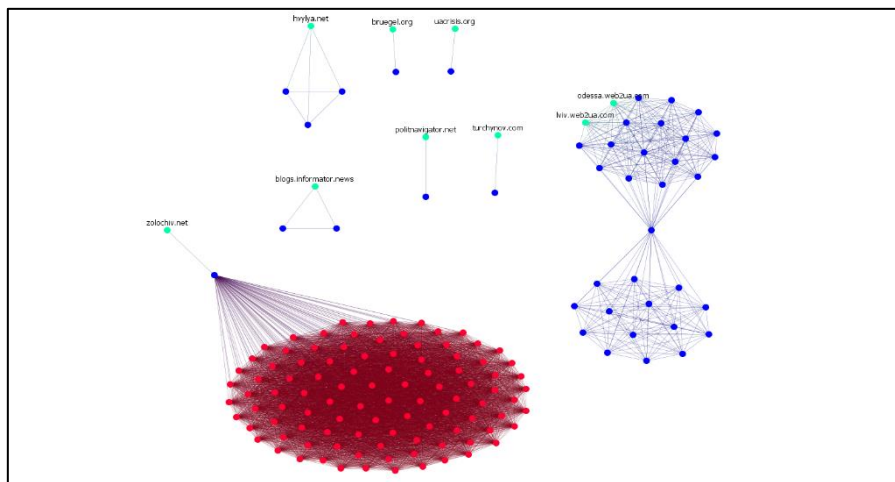 hvylya.net
bruegel.org
uacrisis.org
odessa.web2ua.com
lviv.web2ua.com
politnavigator.net
turchynov.com
blogs.informator.news
zolochiv.net